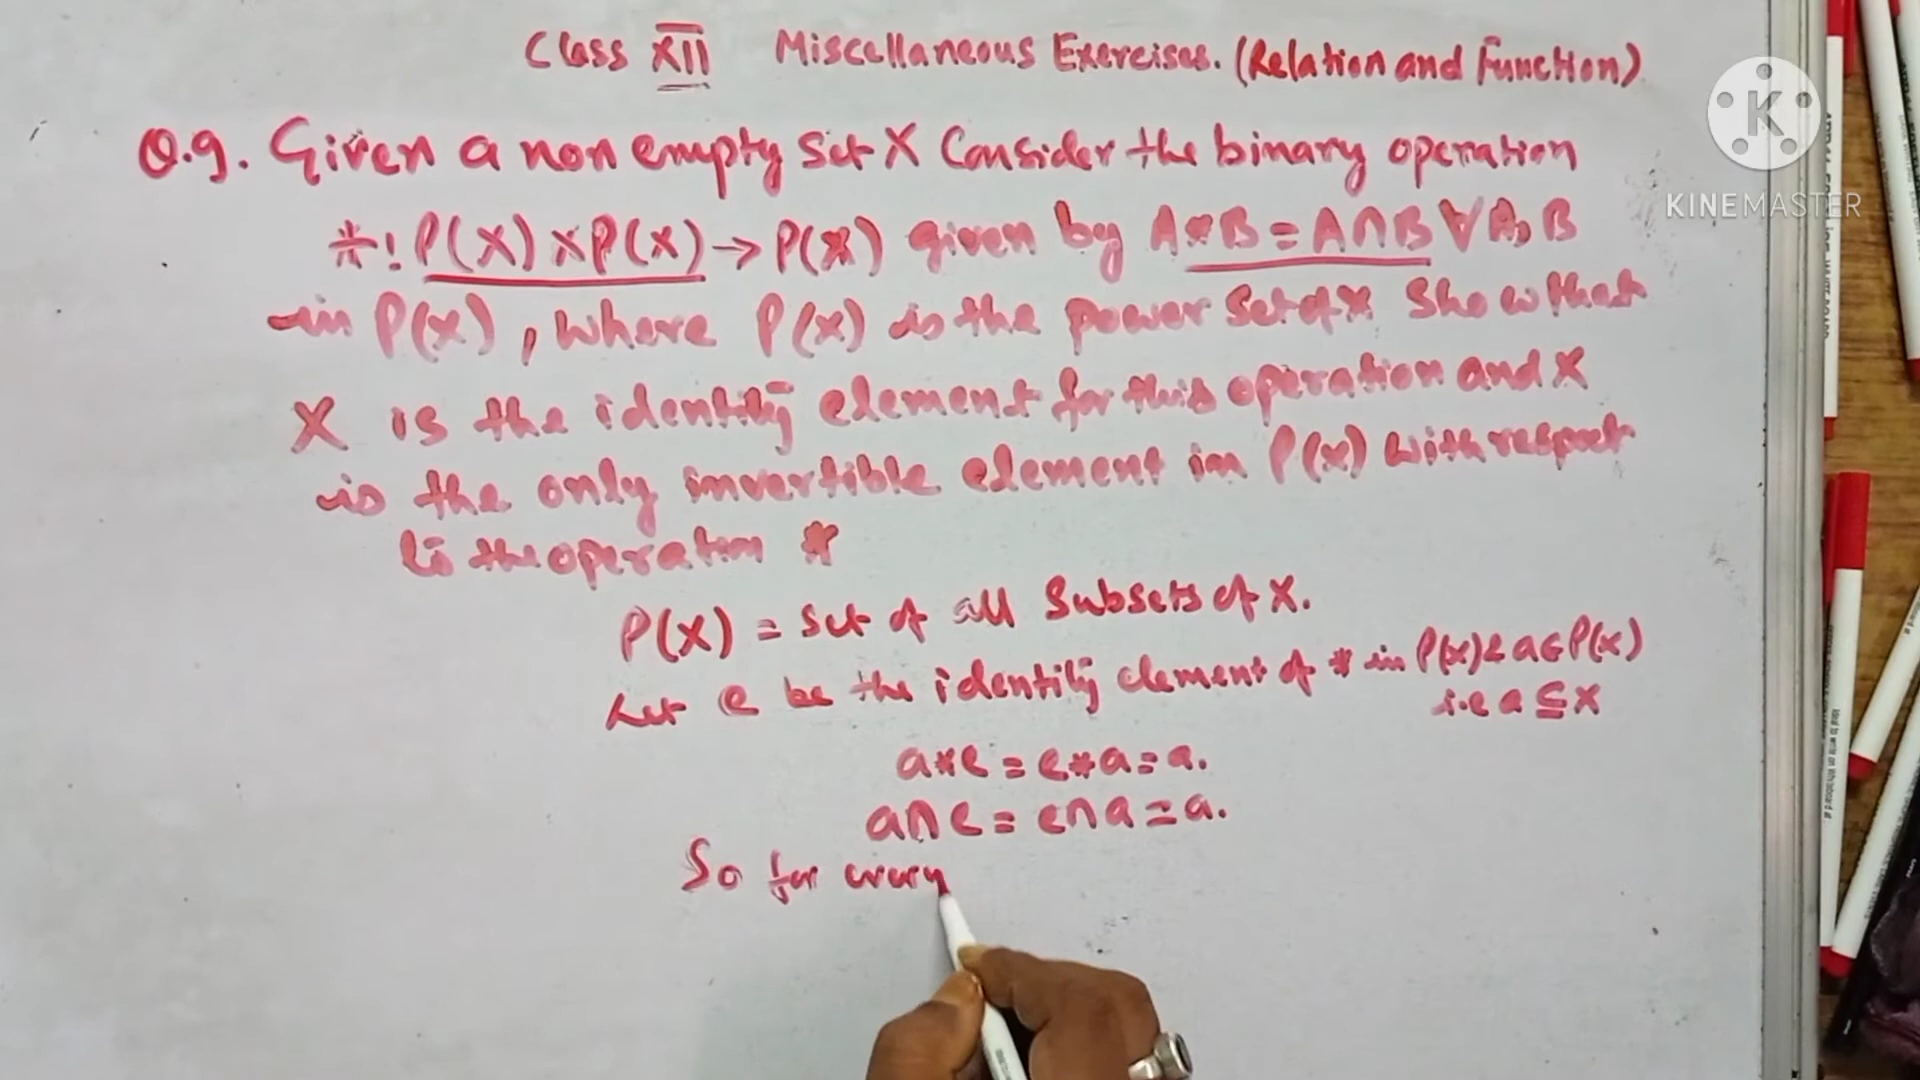 Class XII Miscellaneous Exercises. (Relation and Function)
Q.9. Given a non empty set X Consider the binary operation
*: P(X) × P(X) → P(X) given by A*B = A∩B ∀ A, B
in P(X), where P(X) is the power set of X Show that
X is the identity element for this operation and X
is the only invertible element in P(X) with respect
to the operation *
P(X) = set of all subsets of X.
Let e be the identity element of * in P(X) & a ∈ P(X)
i.e a ⊆ X
a*e = e*a = a.
a∩e = e∩a = a.
So for every
K
KINEMASTER